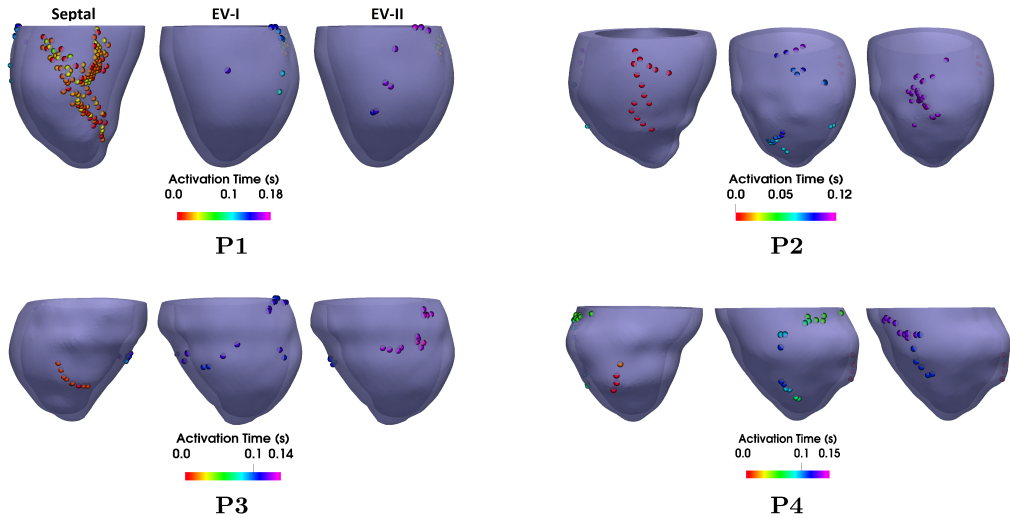 Septal EV-I EV-II
Activation Time (s)
0.0 0.1 0.18
P1
Activation Time (s)
0.0 0.05 0.12
P2
Activation Time (s)
0.0 0.1 0.14
P3
Activation Time (s)
0.0 0.1 0.15
P4